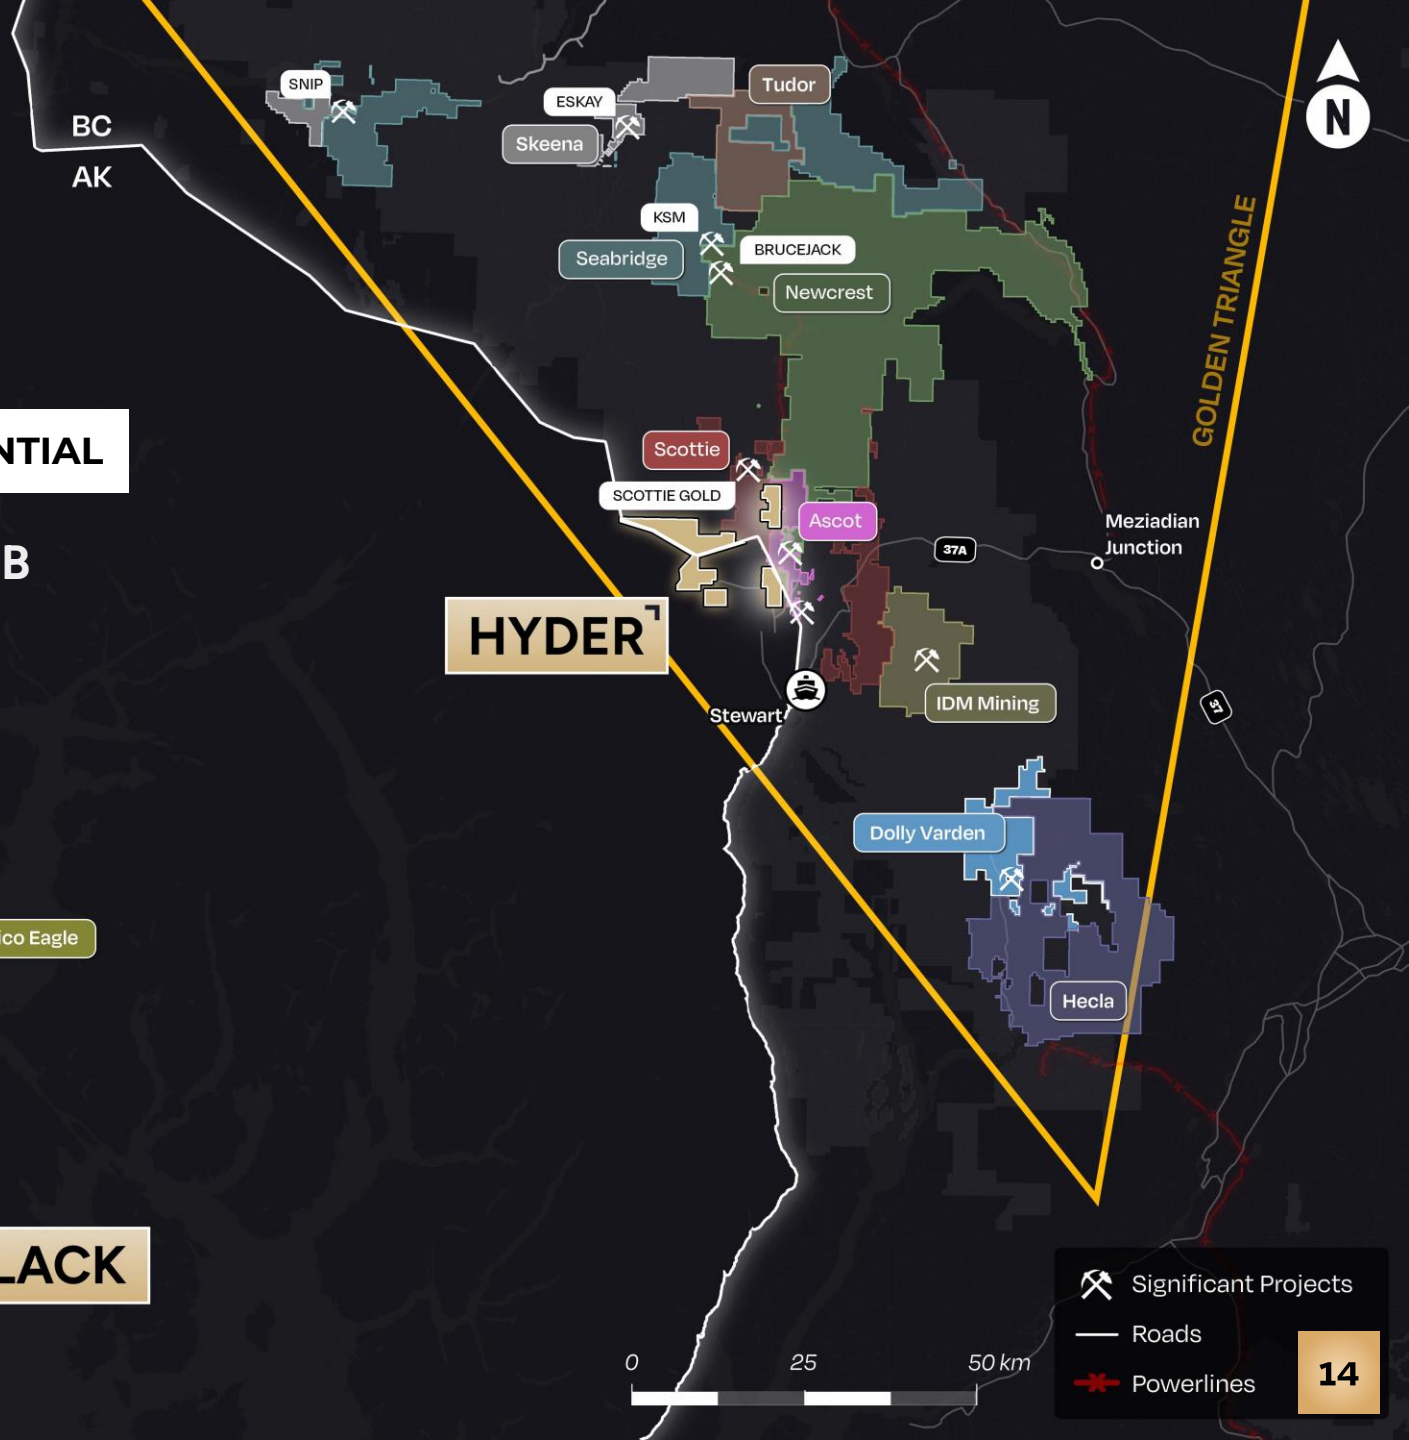 SNIP
BC
AK
ESKAY
Skeena
Tudor
N
KSM
Seabridge
BRUCEJACK
Newcrest
GOLDEN TRIANGLE
NTIAL
Scottie
SCOTTIE GOLD
Ascot
B
37A
Meziadian
Junction
HYDER
IDM Mining
Stewart
37
Dolly Varden
ico Eagle
Hecla
LACK
Significant Projects
Roads
Powerlines
0 25 50 km
14